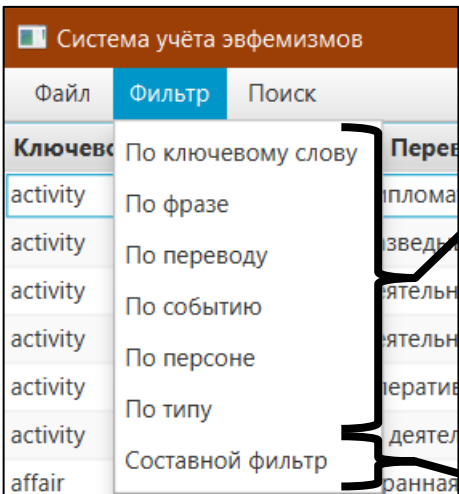 Система учёта эвфемизмов
Файл Фильтр Поиск
По ключевому слову
По фразе
По переводу
По событию
По персоне
По типу
Составной фильтр
activity
activity
activity
activity
activity
activity
affair